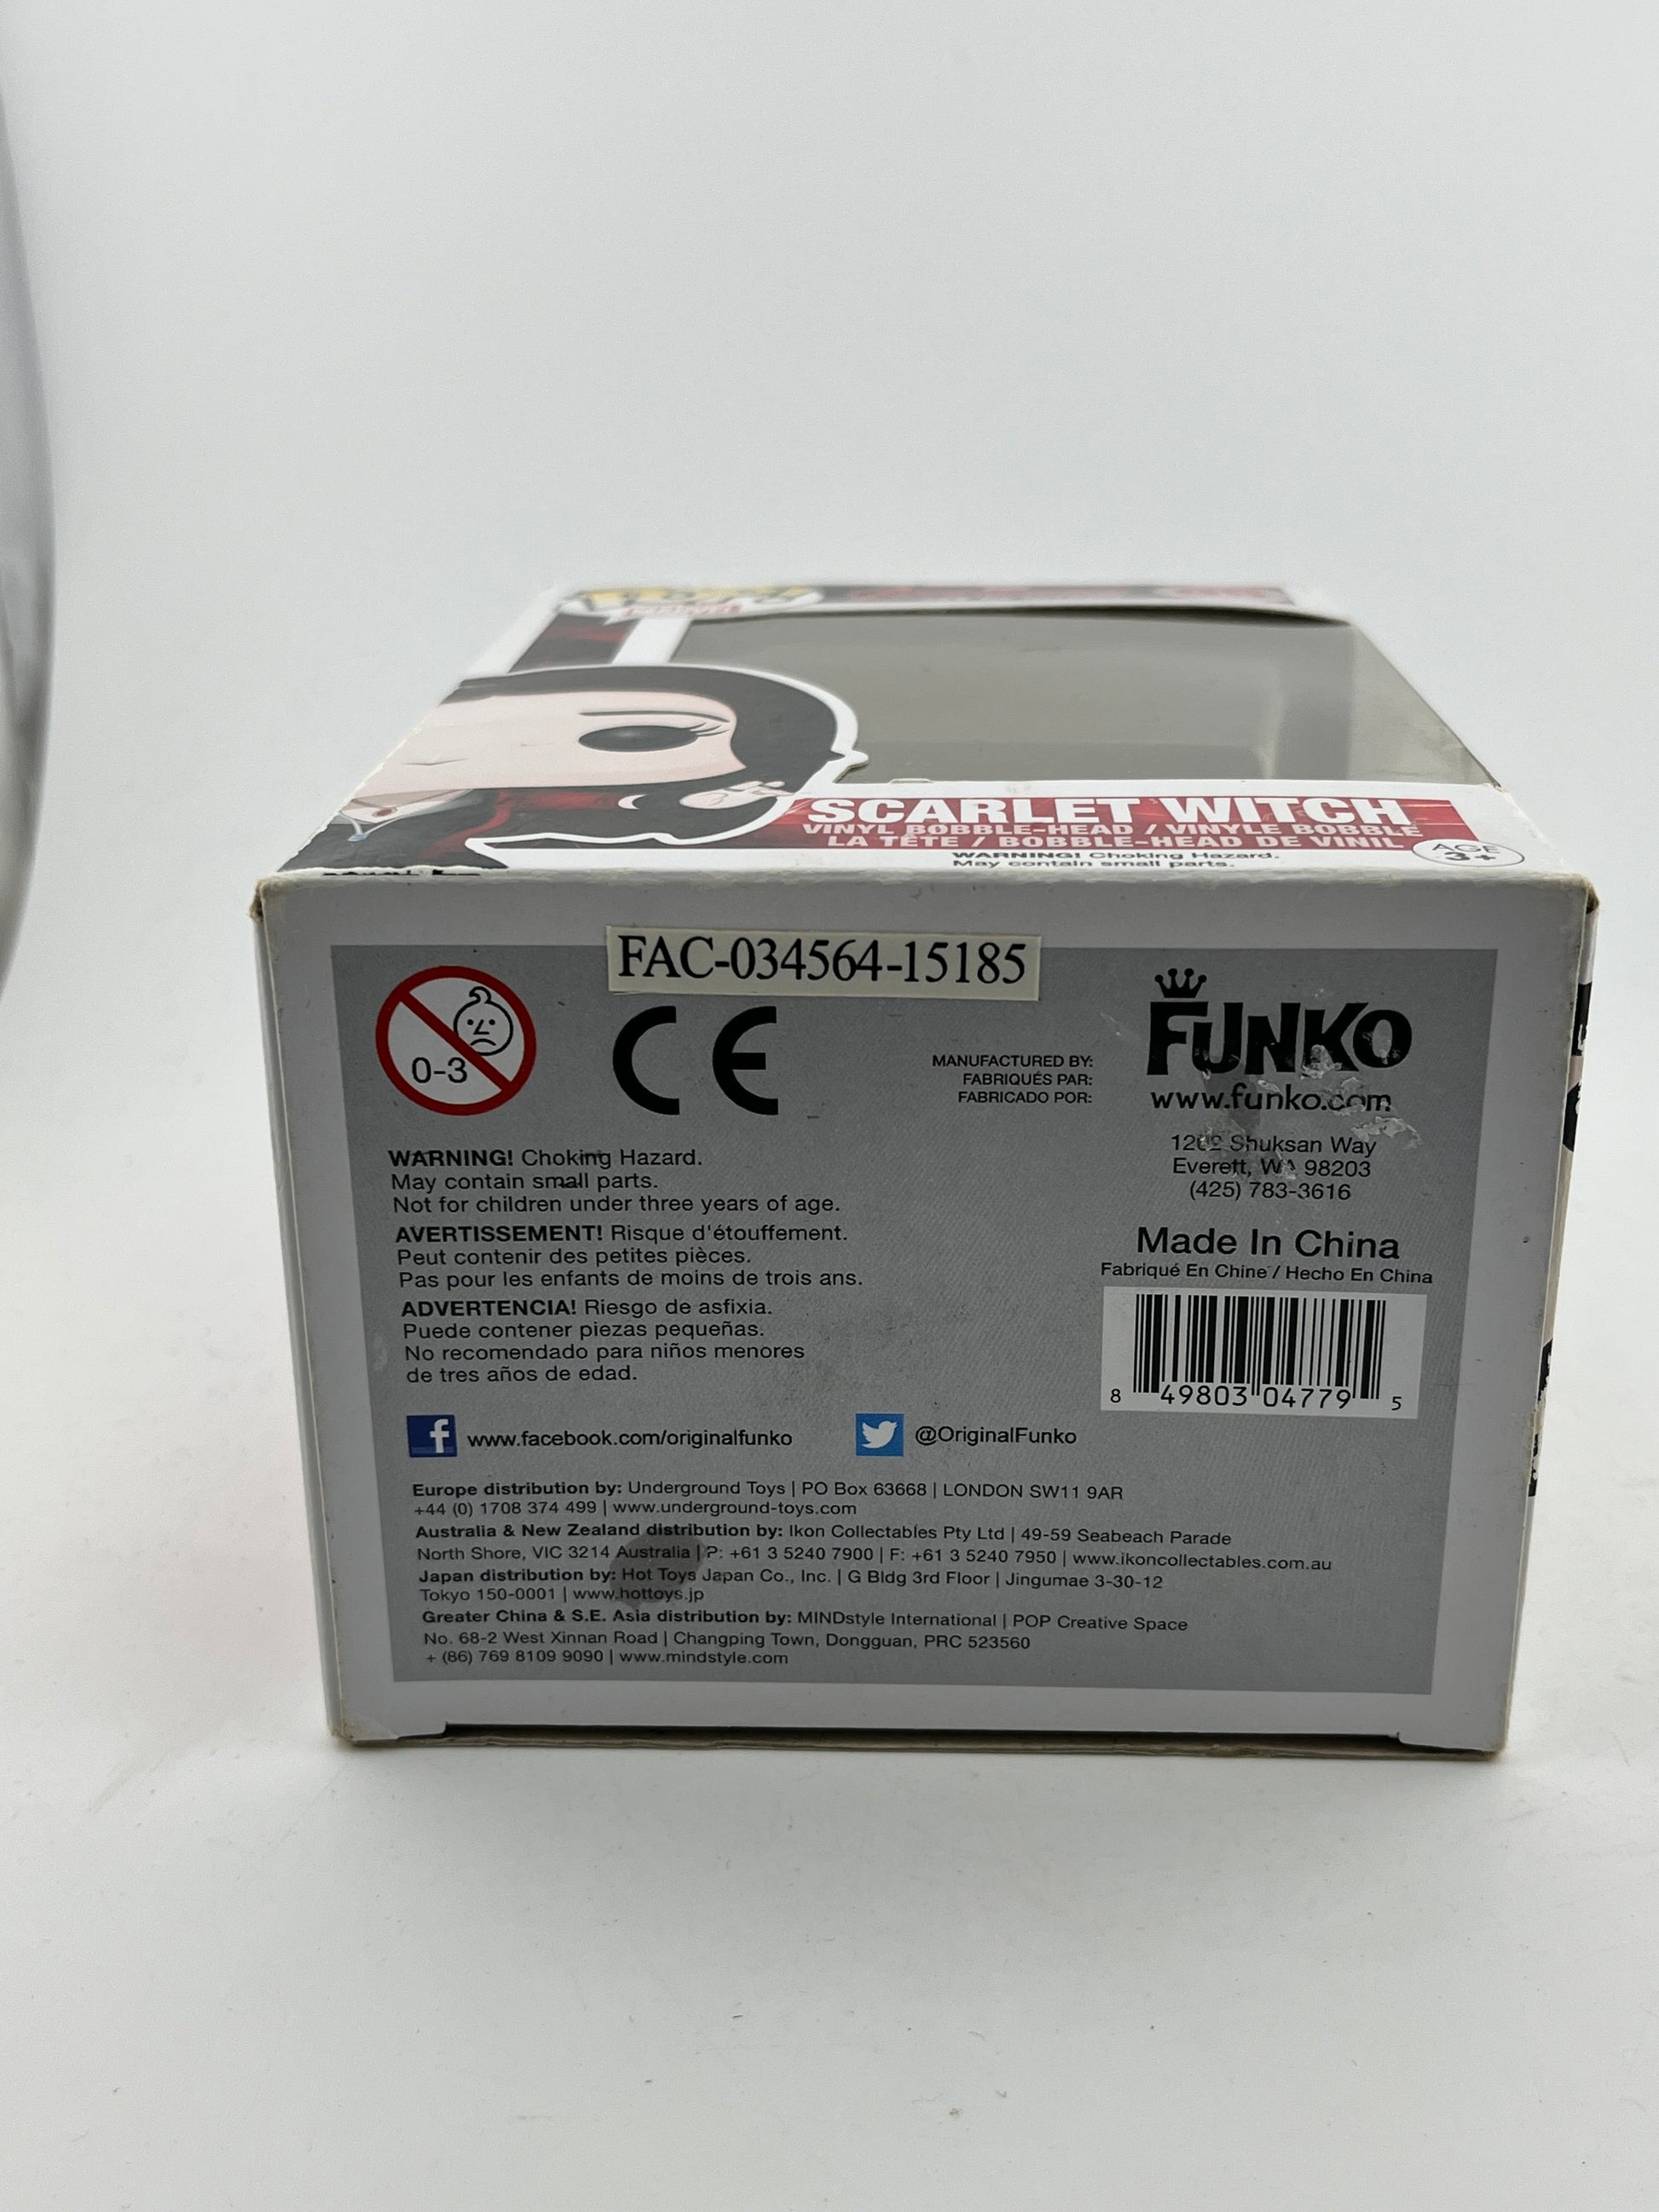 SCARLET WITCH
VINYL BOBBLE-HEAD / VINYLE BOBBLE
LA TÊTE / BOBBLE-HEAD DE VINIL
WARNING! Choking Hazard.
May contain small parts.
AGE
3+
FAC-034564-15185
0-3
CE
MANUFACTURED BY:
FABRIQUÉS PAR:
FABRICADO POR:
FUNKO
www.funko.com
Shuksan Way
Everett, WA 98203
(425) 783-3616
WARNING! Choking Hazard.
May contain small parts.
Not for children under three years of age.
AVERTISSEMENT! Risque d'étouffement.
Peut contenir des petites pièces.
Pas pour les enfants de moins de trois ans.
ADVERTENCIA! Riesgo de asfixia.
Puede contener piezas pequeñas.
No recomendado para niños menores
de tres años de edad.
Made In China
Fabriqué En Chine / Hecho En China
8 49803 04779 5
www.facebook.com/originalfunko
@OriginalFunko
Europe distribution by: Underground Toys | PO Box 63668 | LONDON SW11 9AR
+44 (0) 1708 374 499 | www.underground-toys.com
Australia & New Zealand distribution by: Ikon Collectables Pty Ltd | 49-59 Seabeach Parade
North Shore, VIC 3214 Australia | P: +61 3 5240 7900 | F: +61 3 5240 7950 | www.ikoncollectables.com.au
Japan distribution by: Hot Toys Japan Co., Inc. | G Bldg 3rd Floor | Jingumae 3-30-12
Tokyo 150-0001 | www.hottoys.jp
Greater China & S.E. Asia distribution by: MINDstyle International | POP Creative Space
No. 68-2 West Xinnan Road | Changping Town, Dongguan, PRC 523560
+ (86) 769 8109 9090 | www.mindstyle.com